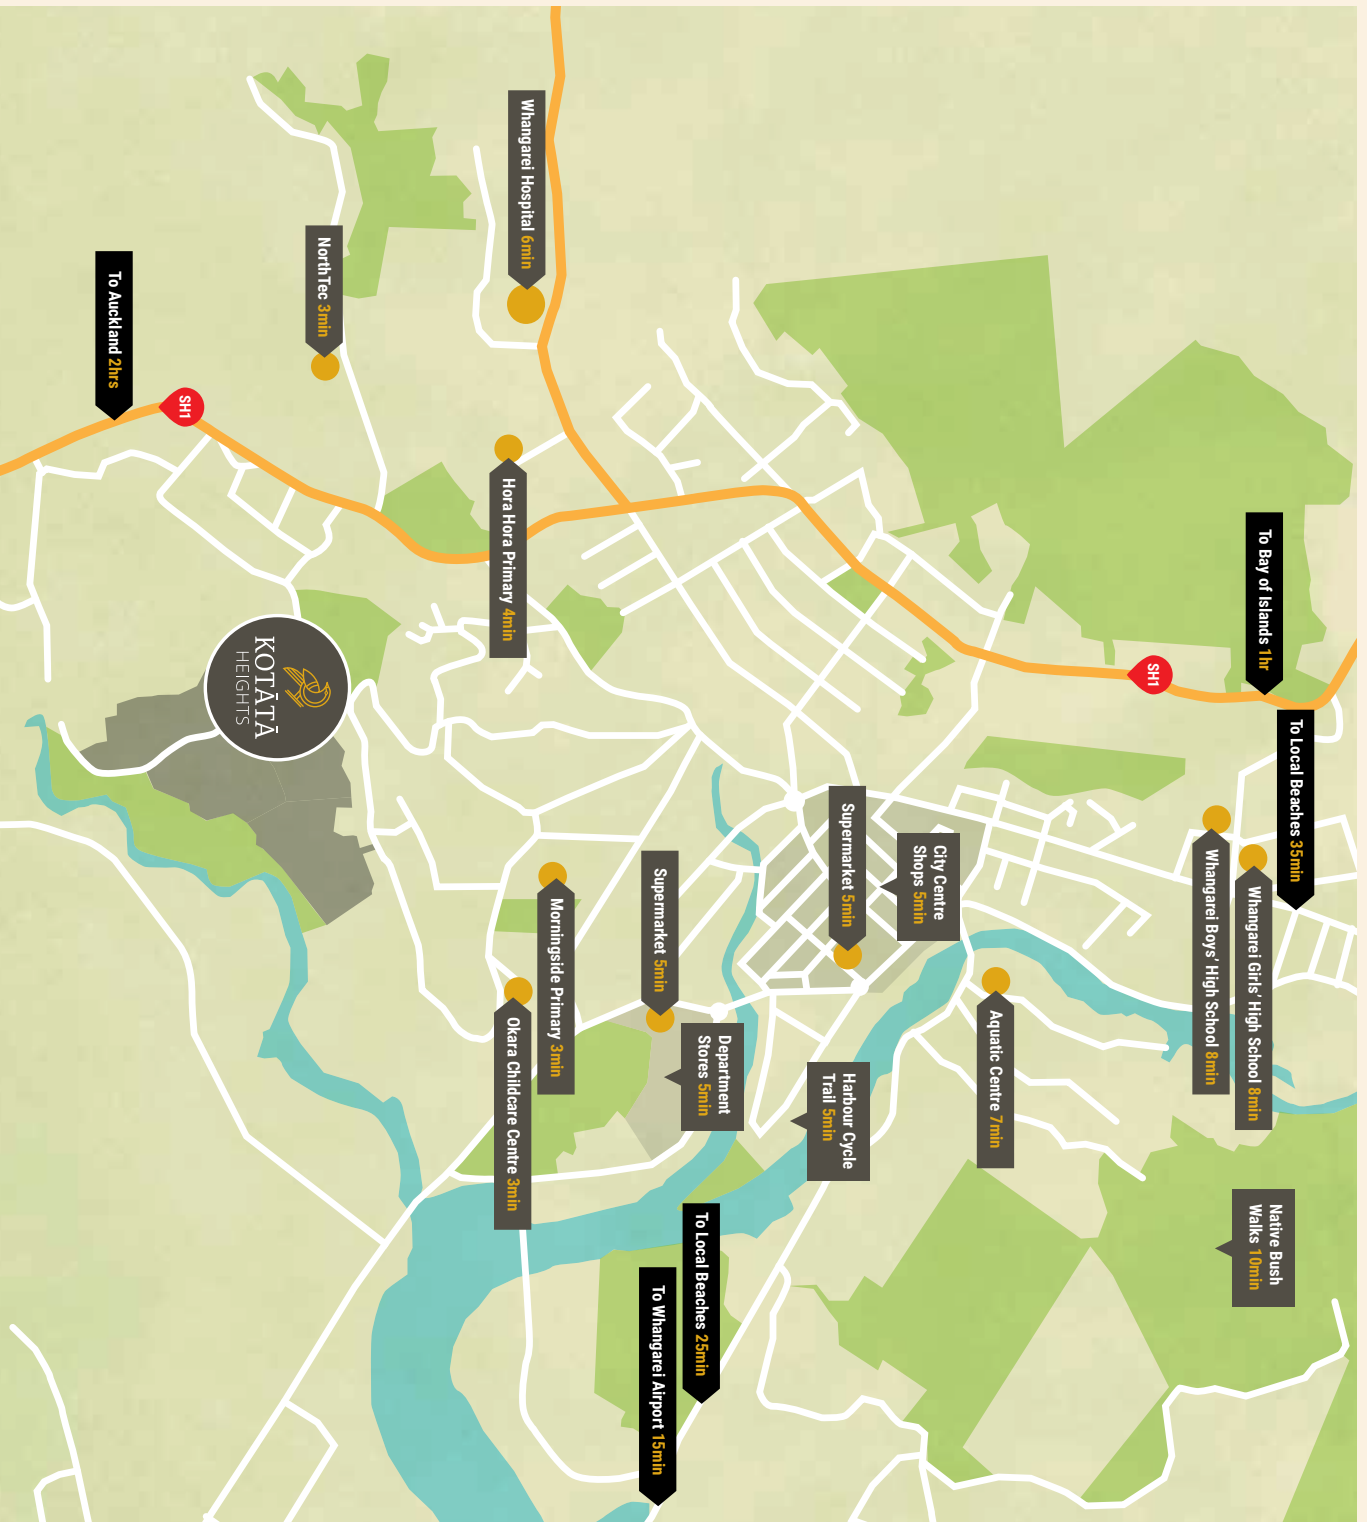 To Bay of Islands 1hr
SH1
To Local Beaches 35min
Whangarei Girls' High School 8min
Whangarei Boys' High School 8min
Native Bush
Walks 10min
Aquatic Centre 7min
City Centre
Shops 5min
Supermarket 5min
Harbour Cycle
Trail 5min
Department
Stores 5min
To Local Beaches 25min
Supermarket 5min
To Whangarei Airport 15min
Whangarei Hospital 6min
Hora Hora Primary 4min
Morningside Primary 3min
Okara Childcare Centre 3min
NorthTec 3min
KOTĀTĀ
HEIGHTS
SH1
To Auckland 2hrs